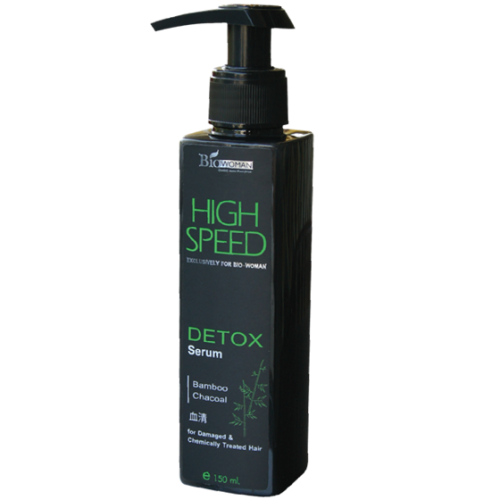 BioWOMAN
HIGH
SPEED
EXCLUSIVELY FOR BIO-WOMAN
DETOX
Serum
Bamboo
Chacoal
血清
for Damaged &
Chemically Treated Hair
e 150 ml.